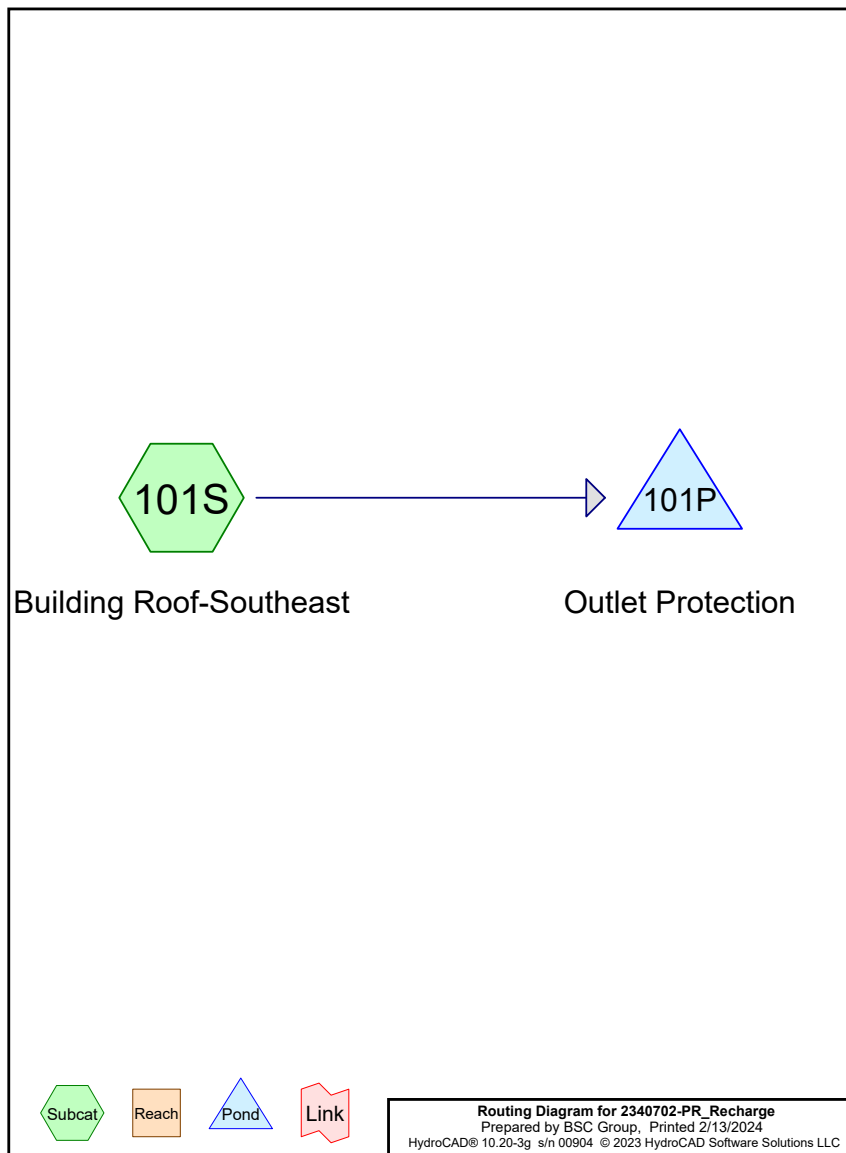 101S
101P
Building Roof-Southeast
Outlet Protection
Subcat
Reach
Pond
Link
Routing Diagram for 2340702-PR_Recharge
Prepared by BSC Group, Printed 2/13/2024
HydroCAD® 10.20-3g s/n 00904 © 2023 HydroCAD Software Solutions LLC